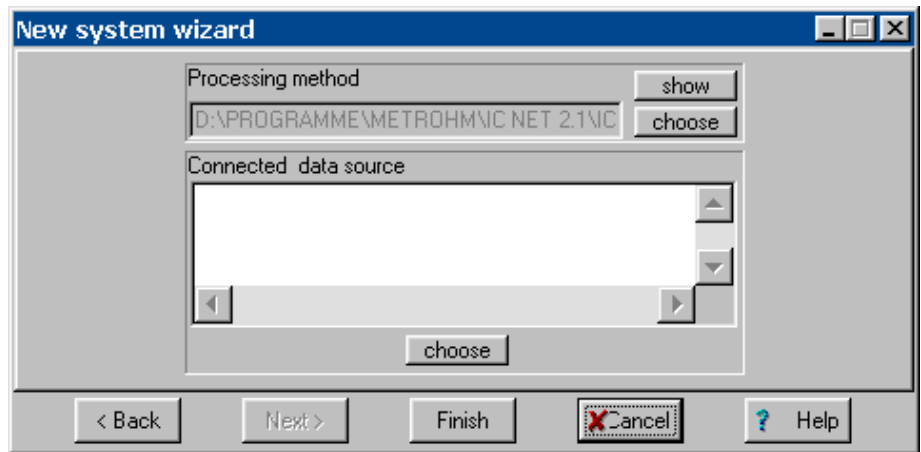 New system wizard
Processing method
show
D:\PROGRAMME\METROHM\IC NET 2.1\IC
choose
Connected data source
choose
< Back Next > Finish Cancel ? Help